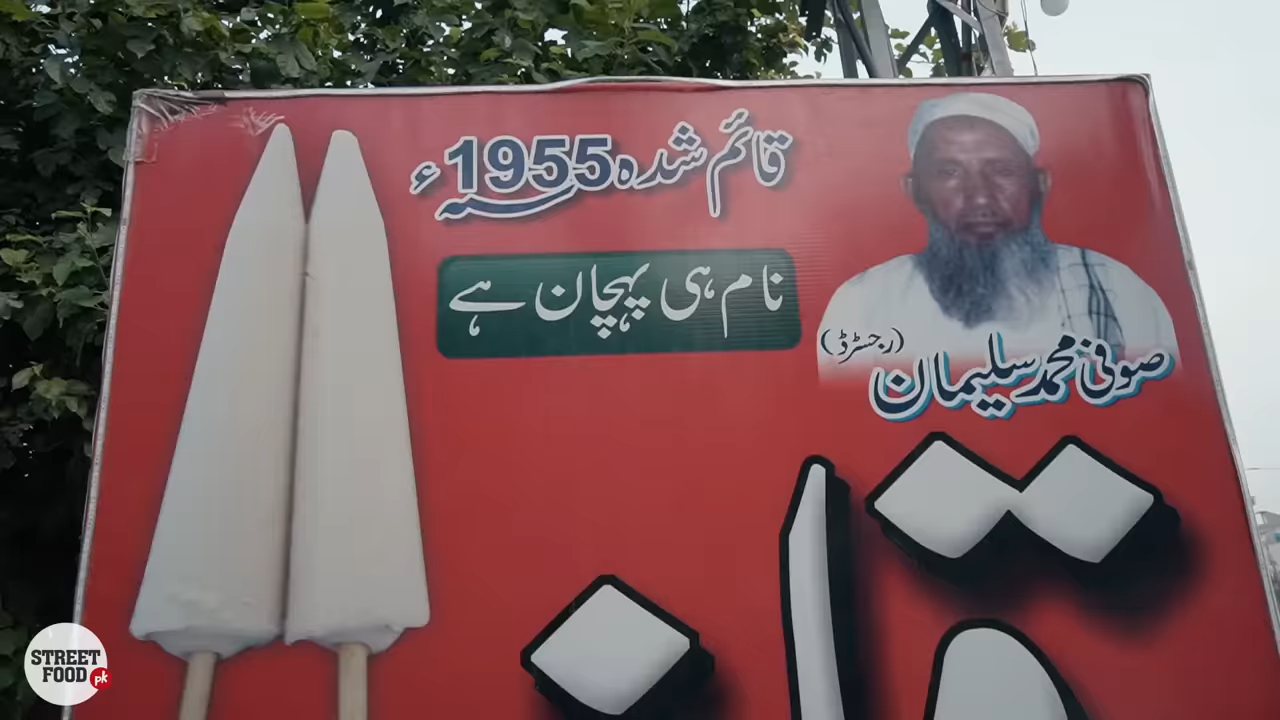 قائم شدہ 1955ء
نام ہی پہچان ہے
(رجسٹرڈ)
صوفی محمد سلیمان
STREET
FOOD pk